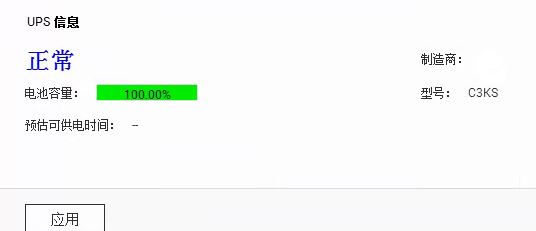 UPS 信息
正常
制造商：
电池容量： 100.00%
型号： C3KS
预估可供电时间： --
应用